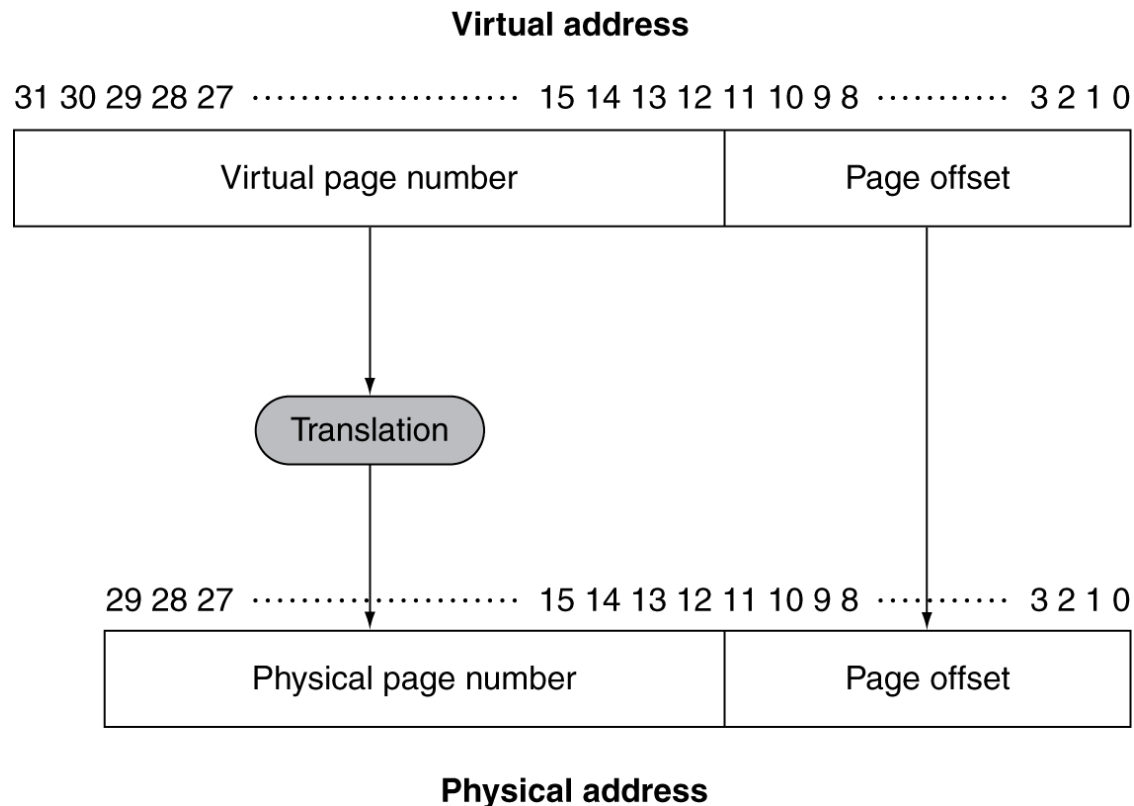 Virtual address
31 30 29 28 27 ...................... 15 14 13 12 11 10 9 8 ........... 3 2 1 0
Virtual page number Page offset
Translation
29 28 27 ...................... 15 14 13 12 11 10 9 8 ........... 3 2 1 0
Physical page number Page offset
Physical address